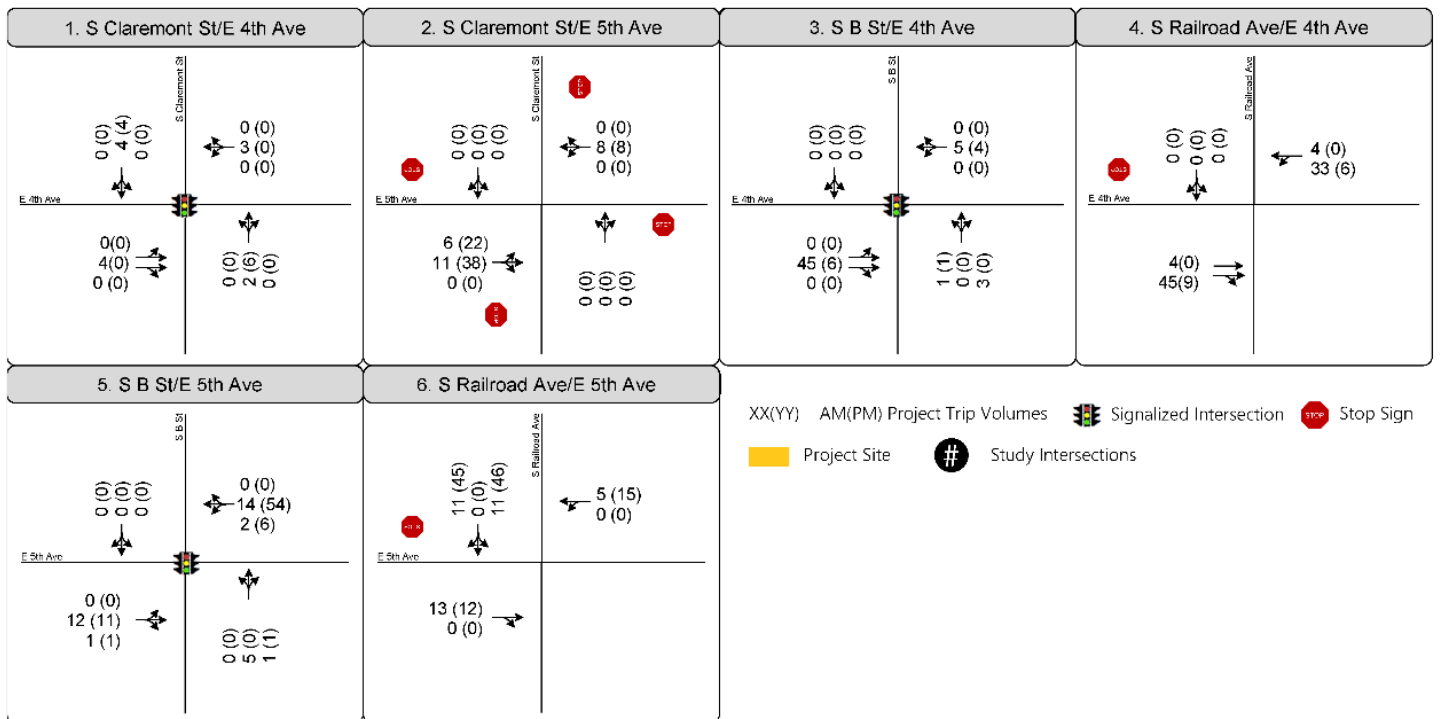 1. S Claremont St/E 4th Ave
S Claremont St
0 (0)
4 (4)
0 (0)
0 (0)
3 (0)
0 (0)
E 4th Ave
0(0)
4(0)
0 (0)
0 (0)
2 (6)
0 (0)
2. S Claremont St/E 5th Ave
S Claremont St
STOP
0 (0)
0 (0)
0 (0)
0 (0)
8 (8)
0 (0)
E 5th Ave
STOP
6 (22)
11 (38)
0 (0)
0 (0)
0 (0)
0 (0)
3. S B St/E 4th Ave
S B St
0 (0)
0 (0)
0 (0)
0 (0)
5 (4)
0 (0)
E 4th Ave
0 (0)
45 (6)
0 (0)
1 (1)
0 (0)
3 (0)
4. S Railroad Ave/E 4th Ave
S Railroad Ave
0 (0)
0 (0)
0 (0)
4 (0)
33 (6)
E 4th Ave
4(0)
45(9)
5. S B St/E 5th Ave
S B St
0 (0)
0 (0)
0 (0)
0 (0)
14 (54)
2 (6)
E 5th Ave
0 (0)
12 (11)
1 (1)
0 (0)
5 (0)
1 (1)
6. S Railroad Ave/E 5th Ave
S Railroad Ave
11 (45)
0 (0)
11 (46)
5 (15)
0 (0)
E 5th Ave
13 (12)
0 (0)
XX(YY) AM(PM) Project Trip Volumes Signalized Intersection STOP Stop Sign
Project Site # Study Intersections